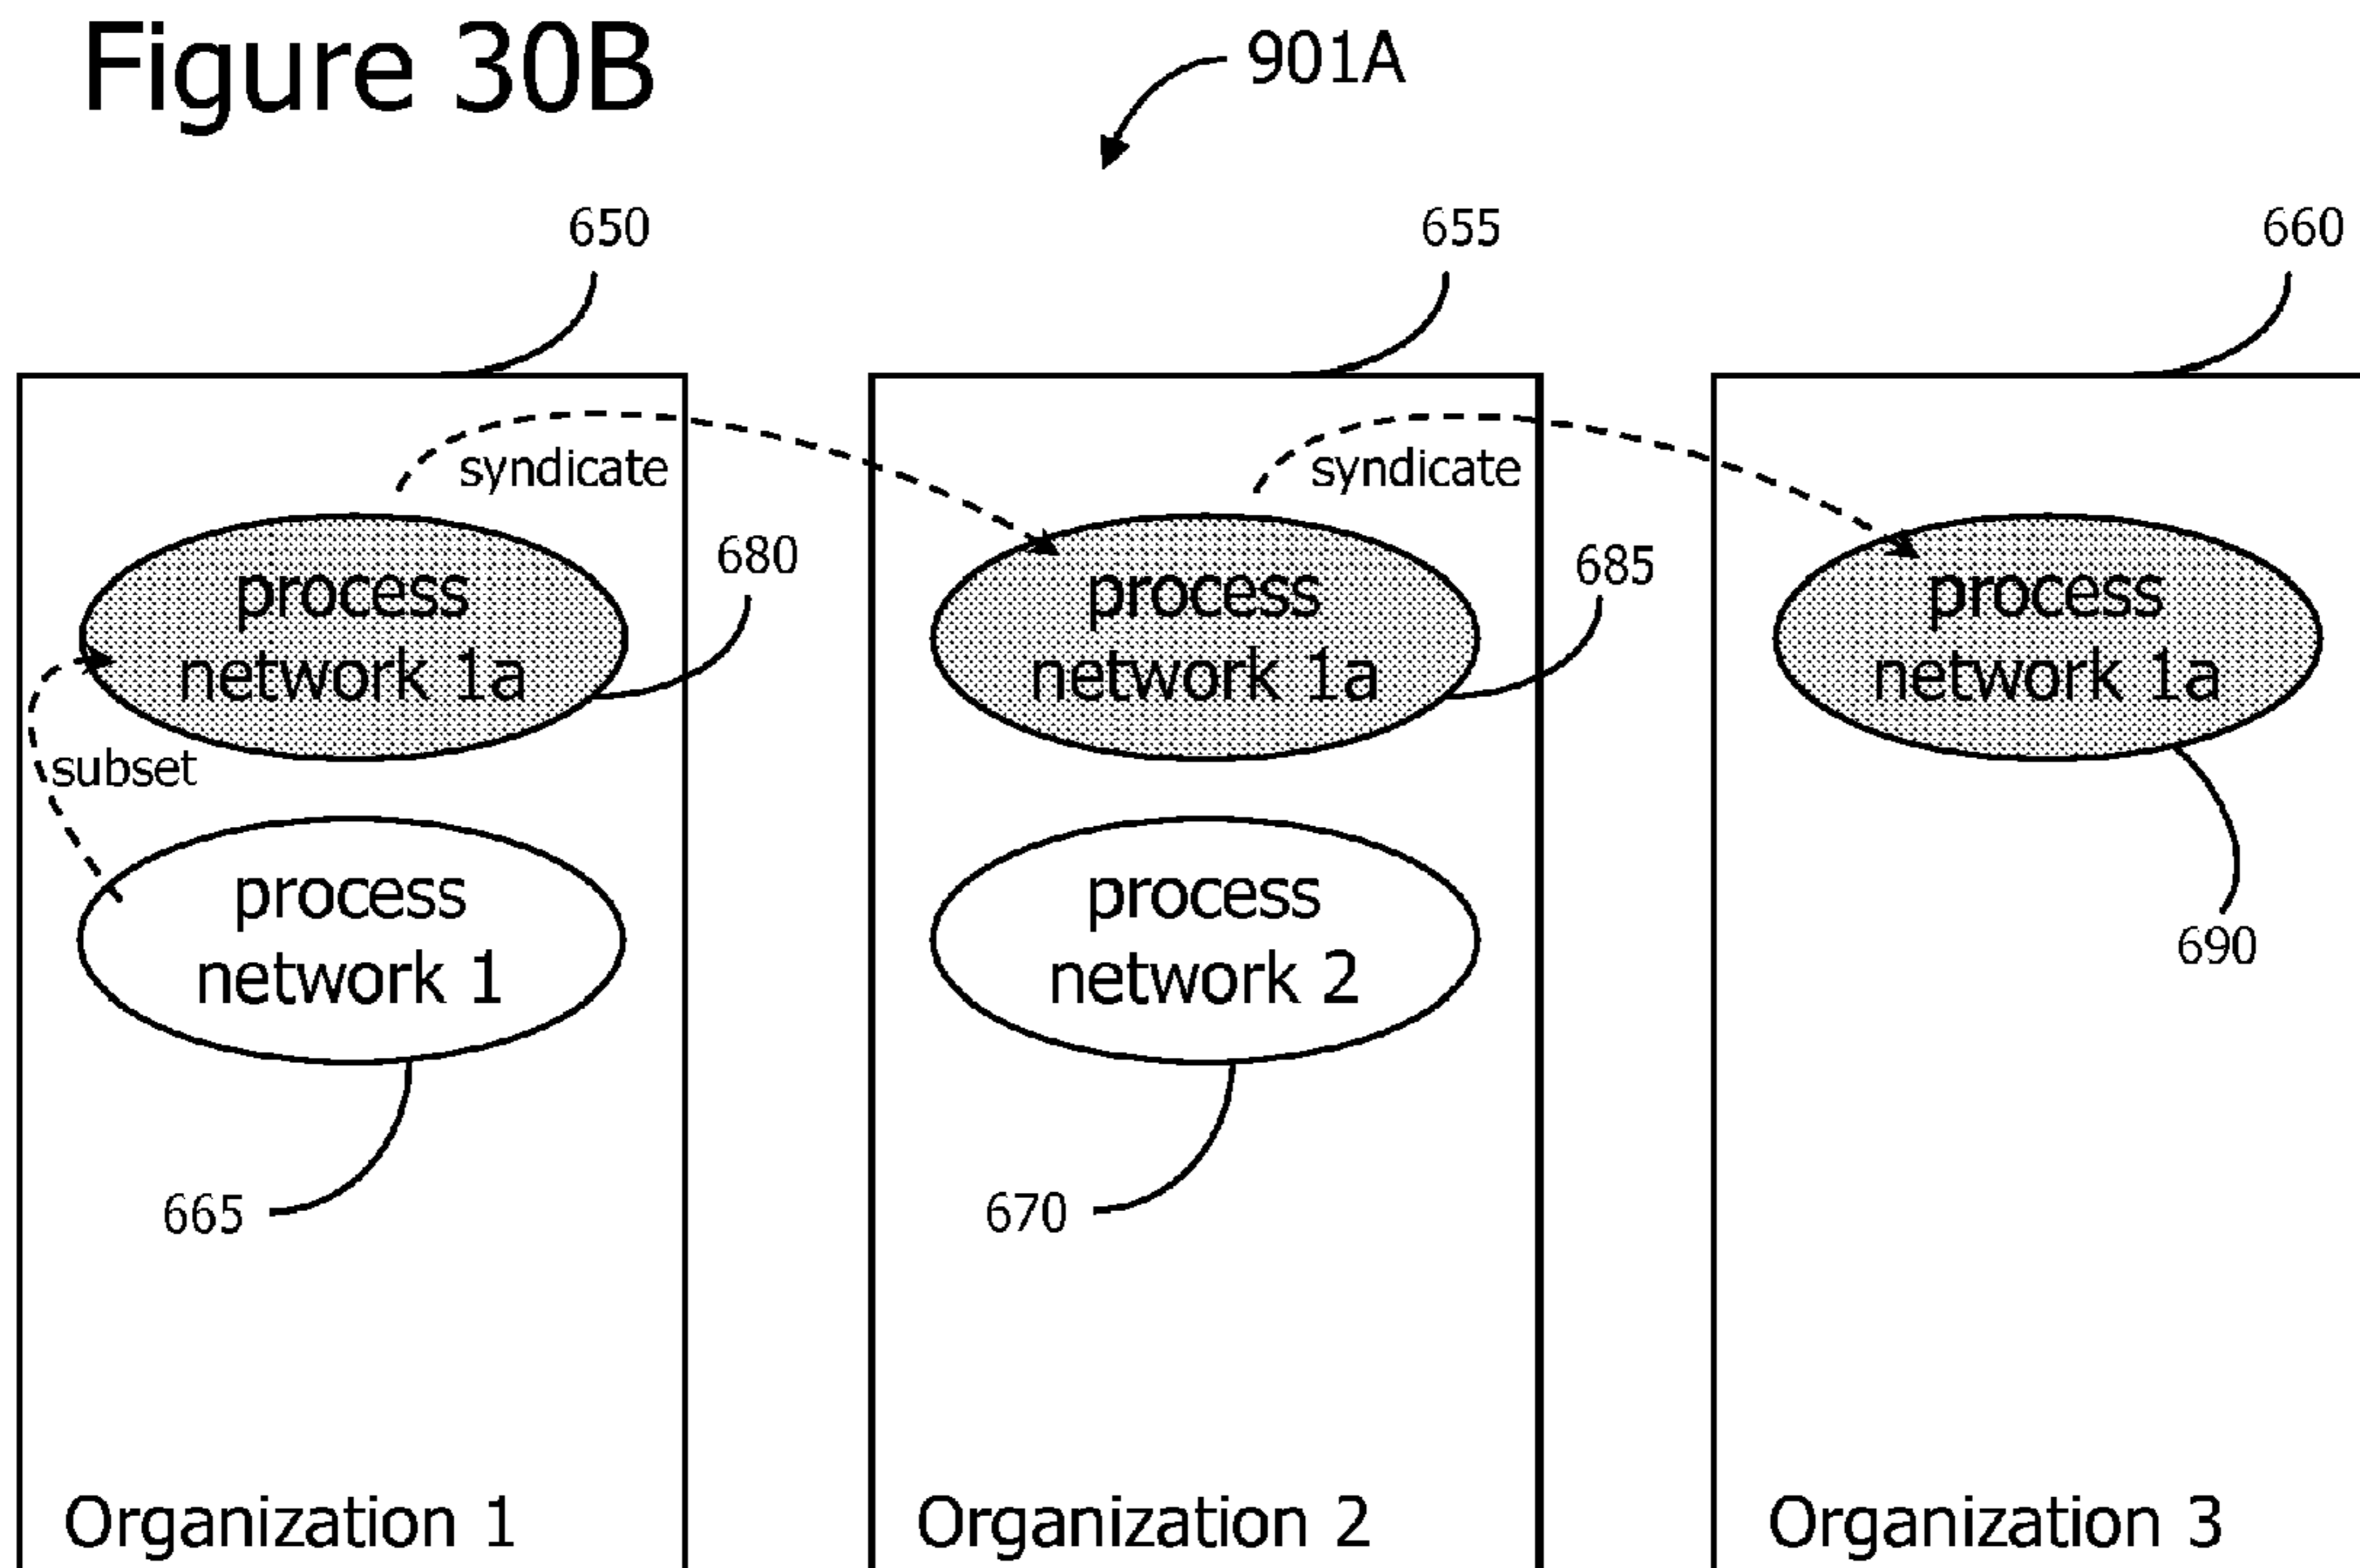 Figure 30B
901A
650
655
660
syndicate
syndicate
680
685
process
network 1a
process
network 1a
process
network 1a
subset
process
network 1
process
network 2
690
665
670
Organization 1
Organization 2
Organization 3